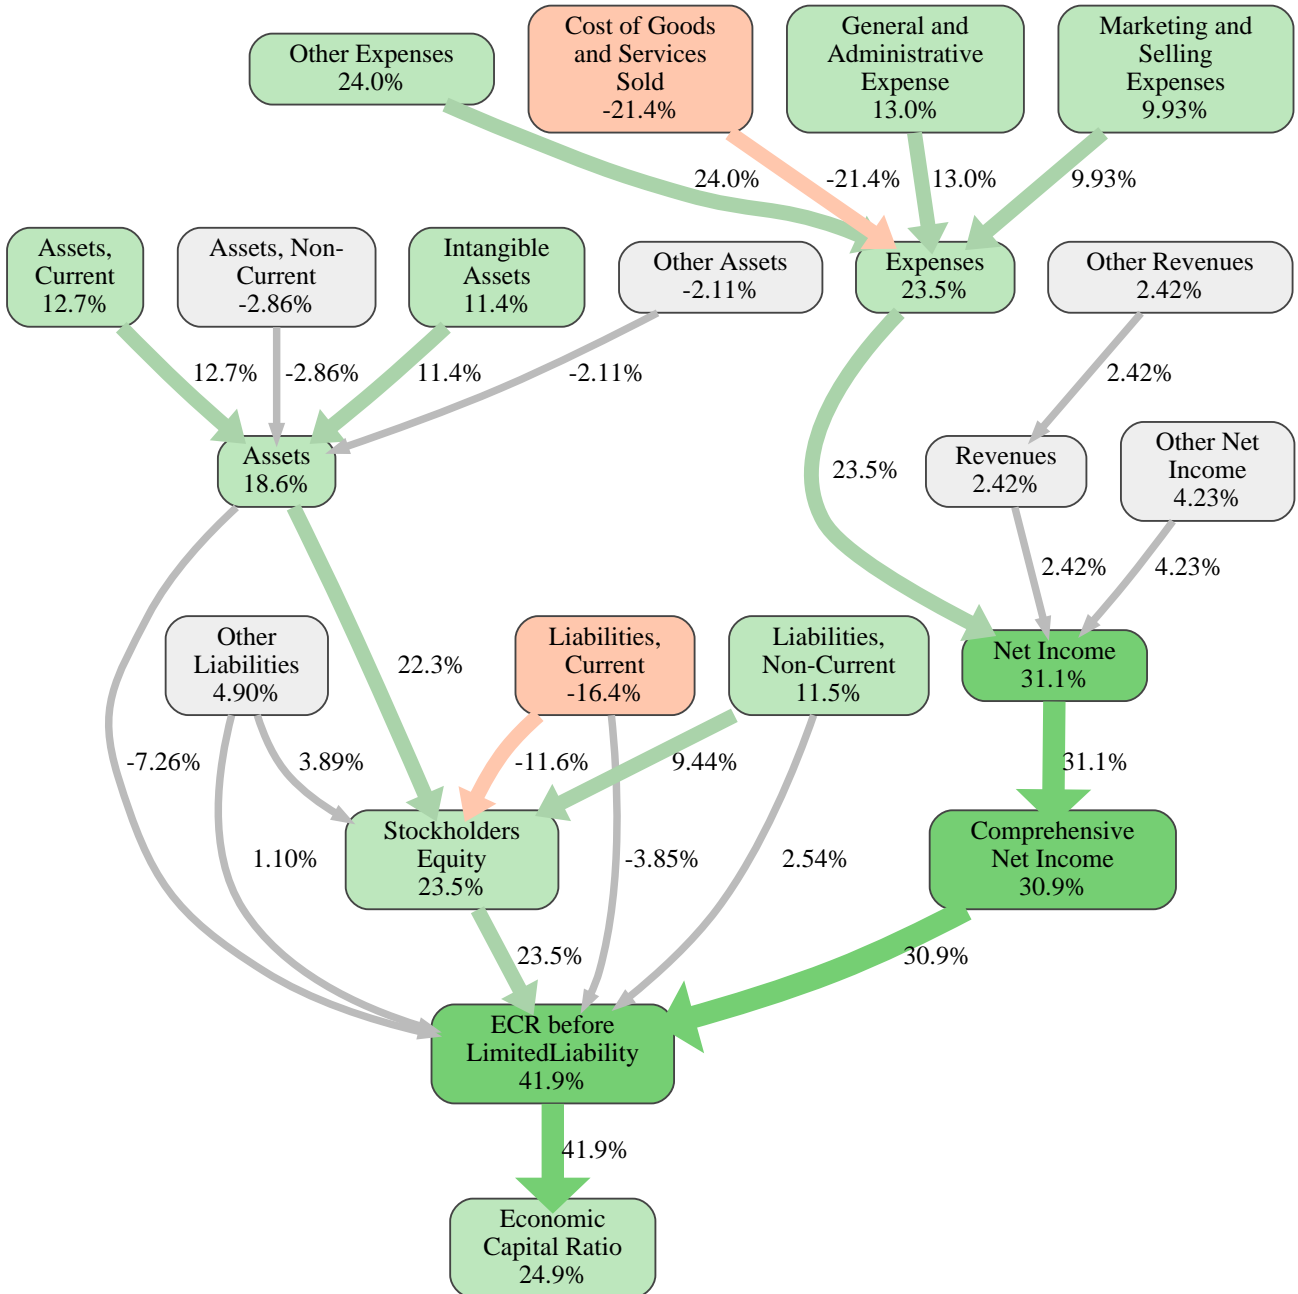 Other Expenses
24.0%
Cost of Goods
and Services
Sold
-21.4%
General and
Administrative
Expense
13.0%
Marketing and
Selling
Expenses
9.93%
24.0%
-21.4%
13.0%
9.93%
Assets,
Current
12.7%
Assets, Non-
Current
-2.86%
Intangible
Assets
11.4%
Other Assets
-2.11%
Expenses
23.5%
Other Revenues
2.42%
12.7%
-2.86%
11.4%
-2.11%
2.42%
Assets
18.6%
23.5%
Revenues
2.42%
Other Net
Income
4.23%
2.42%
4.23%
Other
Liabilities
4.90%
22.3%
Liabilities,
Current
-16.4%
Liabilities,
Non-Current
11.5%
Net Income
31.1%
-7.26%
3.89%
-11.6%
9.44%
31.1%
Stockholders
Equity
23.5%
1.10%
-3.85%
2.54%
Comprehensive
Net Income
30.9%
23.5%
30.9%
ECR before
LimitedLiability
41.9%
41.9%
Economic
Capital Ratio
24.9%